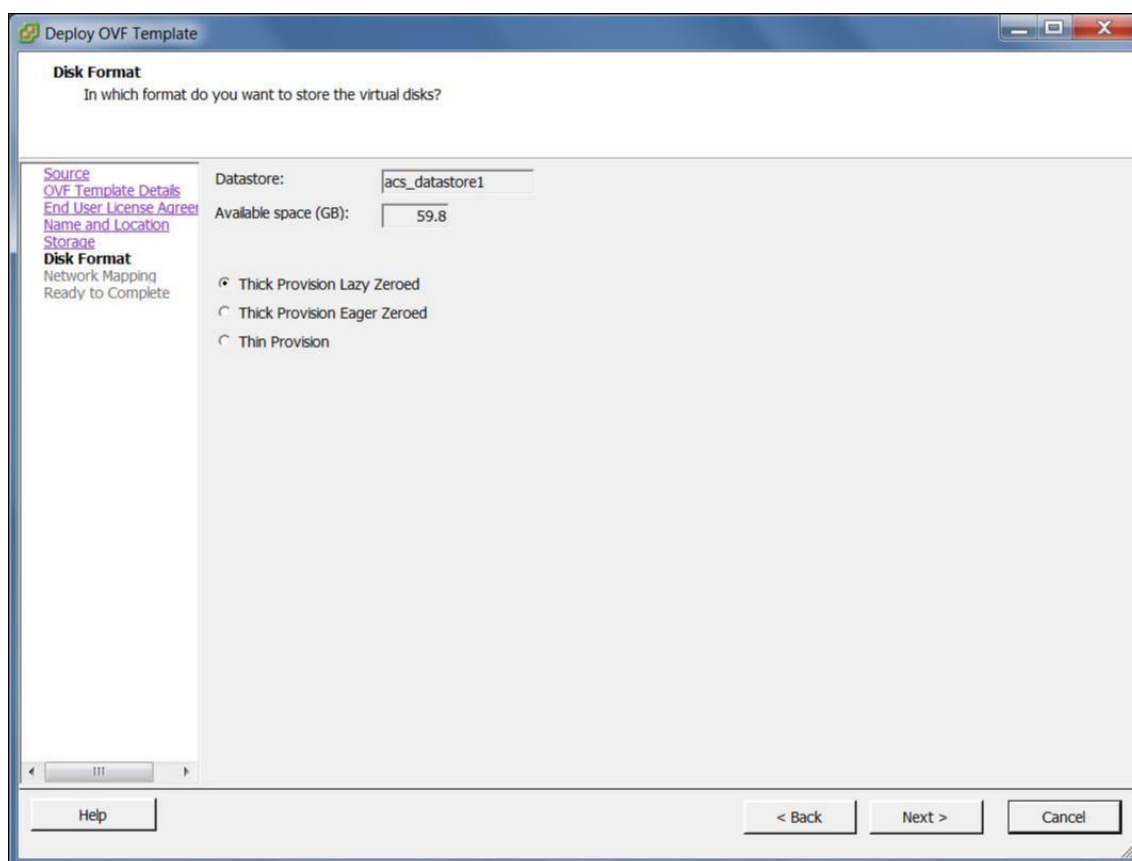 Deploy OVF Template
Disk Format
In which format do you want to store the virtual disks?
Source
OVF Template Details
End User License Agreer
Name and Location
Storage
Disk Format
Network Mapping
Ready to Complete
Datastore: acs_datastore1
Available space (GB): 59.8
Thick Provision Lazy Zeroed
Thick Provision Eager Zeroed
Thin Provision
Help
< Back
Next >
Cancel